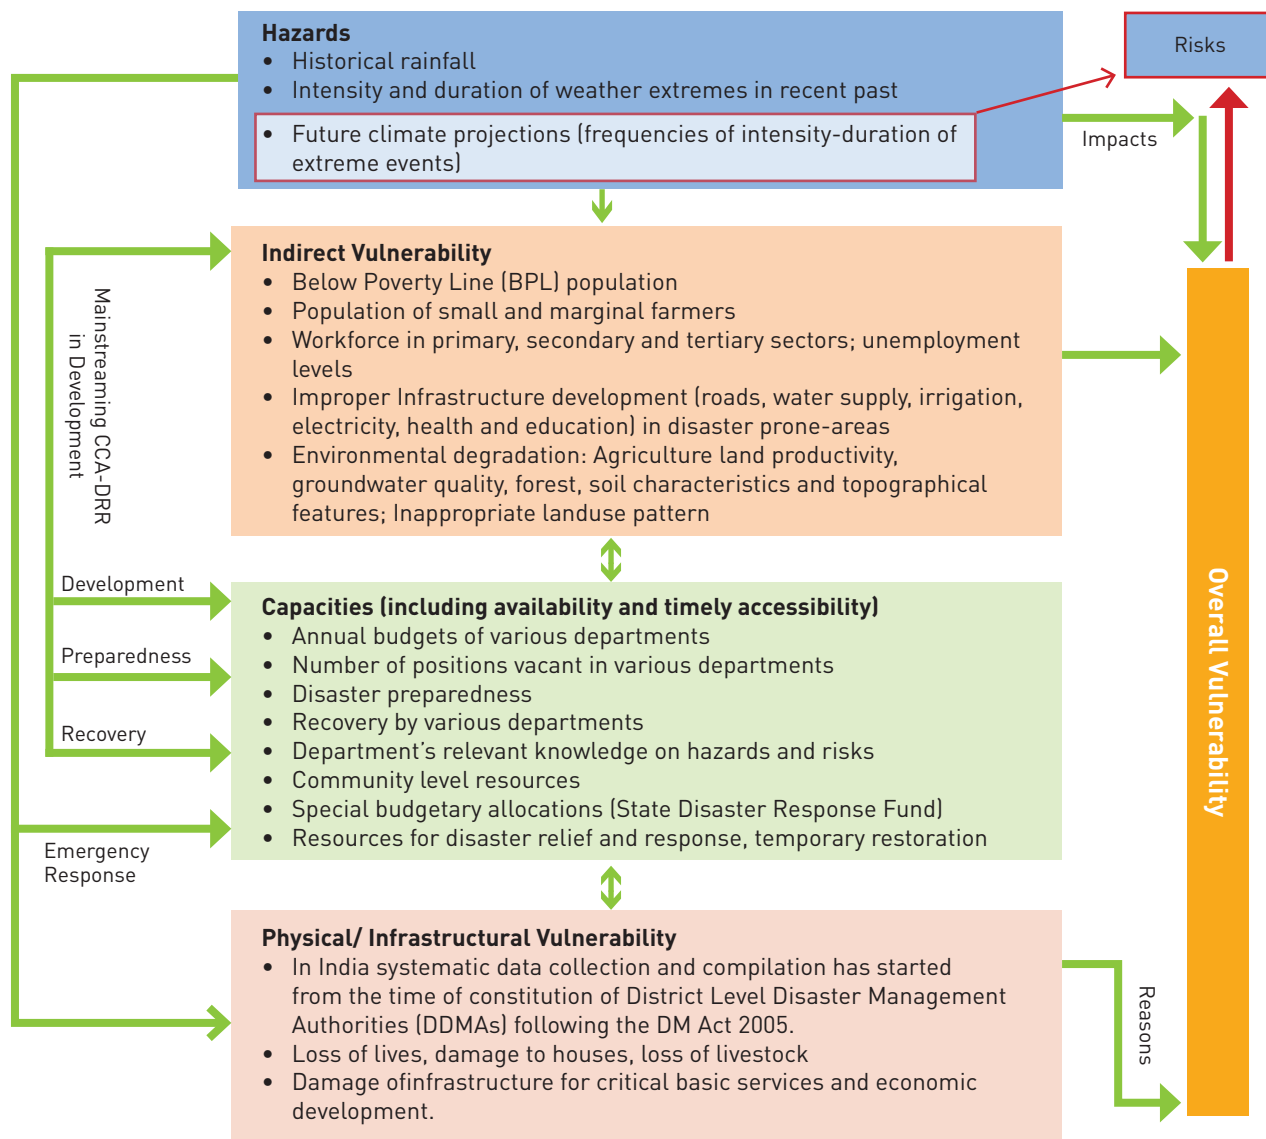 Hazards
• Historical rainfall
• Intensity and duration of weather extremes in recent past
• Future climate projections (frequencies of intensity-duration of
extreme events)
Risks
Impacts
Indirect Vulnerability
• Below Poverty Line (BPL) population
• Population of small and marginal farmers
• Workforce in primary, secondary and tertiary sectors; unemployment
levels
• Improper Infrastructure development (roads, water supply, irrigation,
electricity, health and education) in disaster prone-areas
• Environmental degradation: Agriculture land productivity,
groundwater quality, forest, soil characteristics and topographical
features; Inappropriate landuse pattern
Mainstreaming CCA-DRR
in Development
Development
Preparedness
Recovery
Emergency
Response
Capacities (including availability and timely accessibility)
• Annual budgets of various departments
• Number of positions vacant in various departments
• Disaster preparedness
• Recovery by various departments
• Department’s relevant knowledge on hazards and risks
• Community level resources
• Special budgetary allocations (State Disaster Response Fund)
• Resources for disaster relief and response, temporary restoration
Overall Vulnerability
Physical/ Infrastructural Vulnerability
• In India systematic data collection and compilation has started
from the time of constitution of District Level Disaster Management
Authorities (DDMAs) following the DM Act 2005.
• Loss of lives, damage to houses, loss of livestock
• Damage ofinfrastructure for critical basic services and economic
development.
Reasons